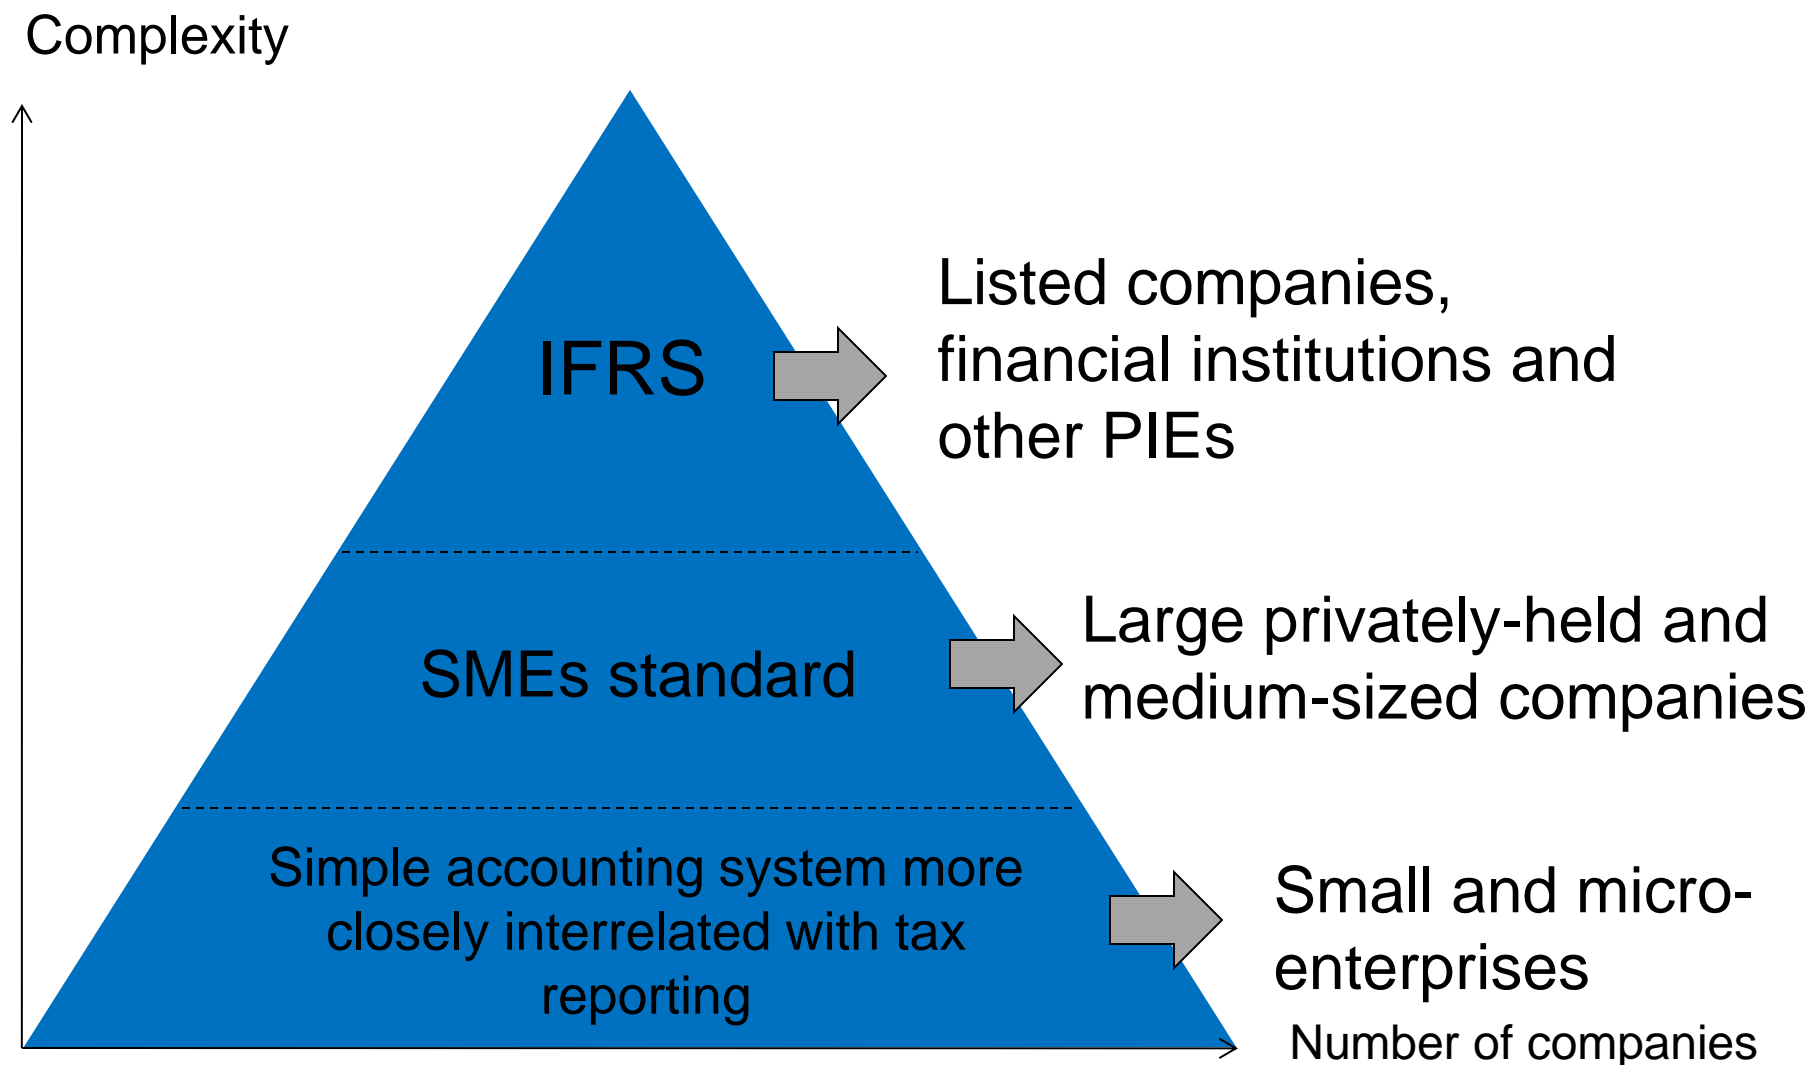 Complexity
IFRS
Listed companies,
financial institutions and
other PIEs
SMEs standard
Large privately-held and
medium-sized companies
Simple accounting system more
closely interrelated with tax
reporting
Small and micro-
enterprises
Number of companies